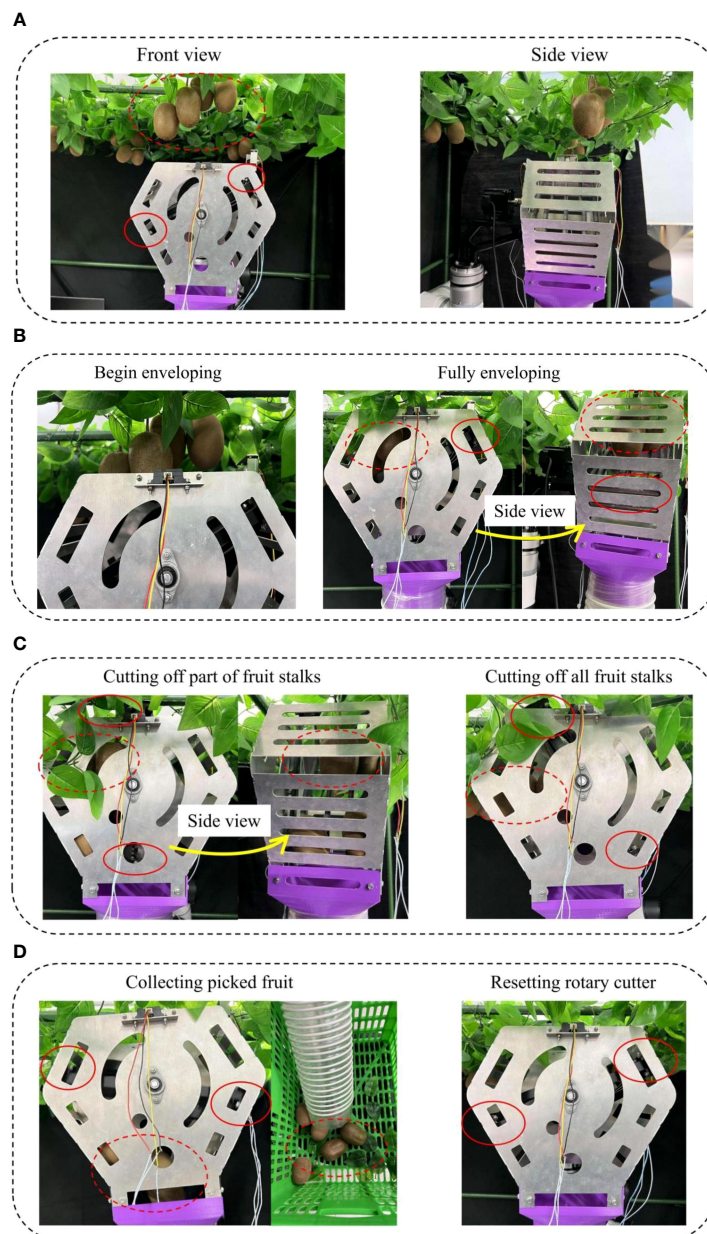 A
Front view
Side view
B
Begin enveloping
Fully enveloping
Side view
C
Cutting off part of fruit stalks
Cutting off all fruit stalks
Side view
D
Collecting picked fruit
Resetting rotary cutter